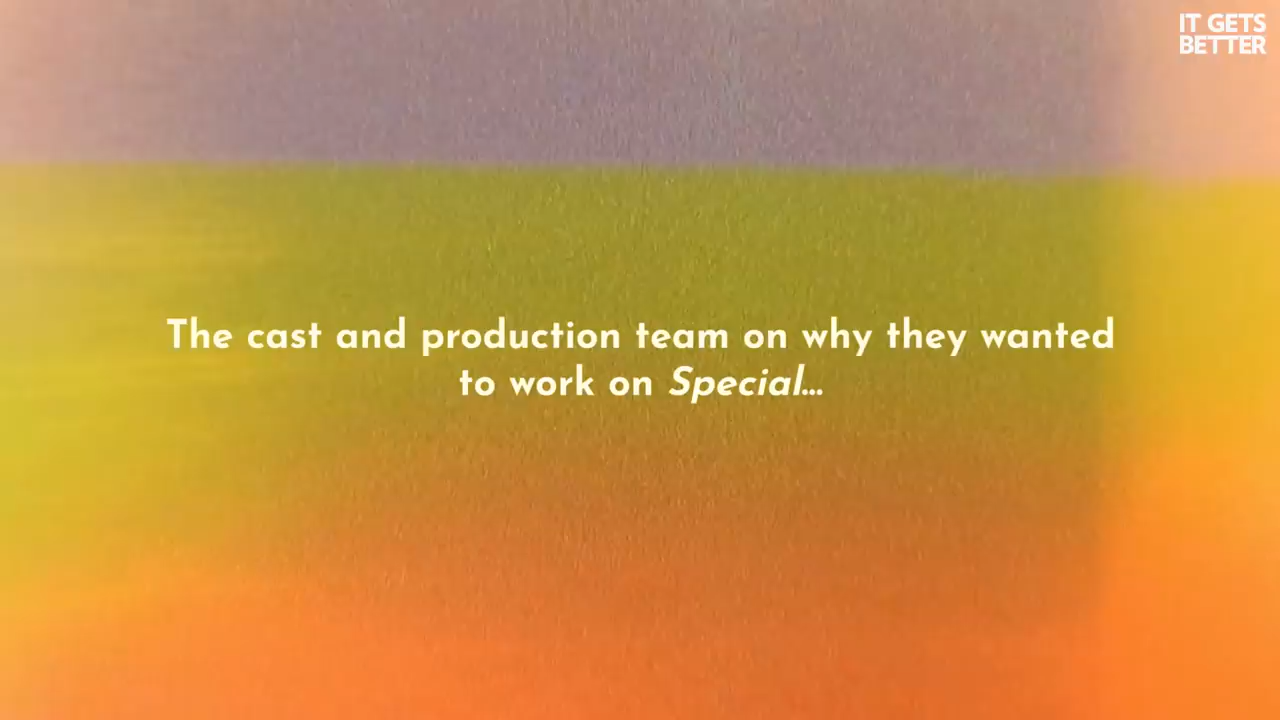 IT GETS
BETTER
The cast and production team on why they wanted
to work on Special...